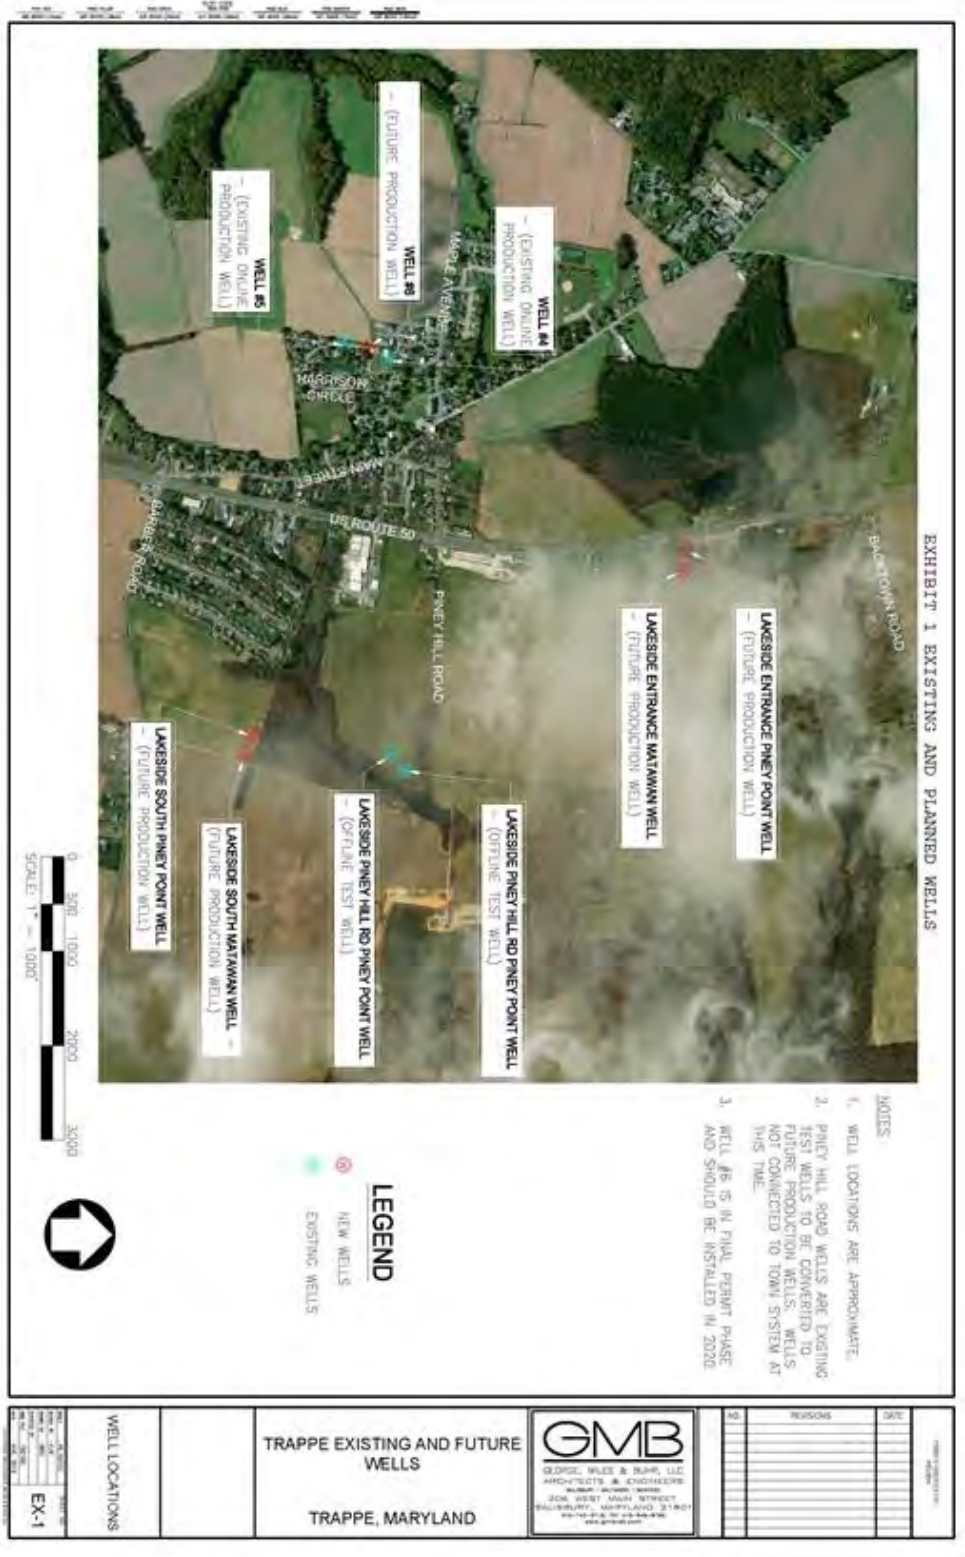 EXHIBIT 1 EXISTING AND PLANNED WELLS
WELL #4
- (EXISTING ONLINE
PRODUCTION WELL)
WELL #6
- (FUTURE PRODUCTION WELL)
WELL #5
- (EXISTING ONLINE
PRODUCTION WELL)
MAPLE AVENUE
HARRISON
CIRCLE
MAIN STREET
US ROUTE 50
BARBER ROAD
PINEY HILL ROAD
BACKTOWN ROAD
LAKESIDE ENTRANCE PINEY POINT WELL
- (FUTURE PRODUCTION WELL)
LAKESIDE ENTRANCE MATAWAN WELL
- (FUTURE PRODUCTION WELL)
LAKESIDE PINEY HILL RD PINEY POINT WELL
- (OFFLINE TEST WELL)
LAKESIDE PINEY HILL RD PINEY POINT WELL
- (OFFLINE TEST WELL)
LAKESIDE SOUTH MATAWAN WELL -
(FUTURE PRODUCTION WELL)
LAKESIDE SOUTH PINEY POINT WELL
- (FUTURE PRODUCTION WELL)
0 500 1000 2000 3000
SCALE: 1" = 1000'
NOTES:
1. WELL LOCATIONS ARE APPROXIMATE.
2. PINEY HILL ROAD WELLS ARE EXISTING
TEST WELLS TO BE CONVERTED TO
FUTURE PRODUCTION WELLS. WELLS
NOT CONNECTED TO TOWN SYSTEM AT
THIS TIME.
3. WELL #6 IS IN FINAL PERMIT PHASE
AND SHOULD BE INSTALLED IN 2020.
LEGEND
NEW WELLS
EXISTING WELLS
NO. REVISIONS DATE
GMB
GEORGE, MILES & BUHR, LLC
ARCHITECTS & ENGINEERS
206 WEST MAIN STREET
SALISBURY, MARYLAND 21801
TRAPPE EXISTING AND FUTURE
WELLS
TRAPPE, MARYLAND
WELL LOCATIONS
EX-1